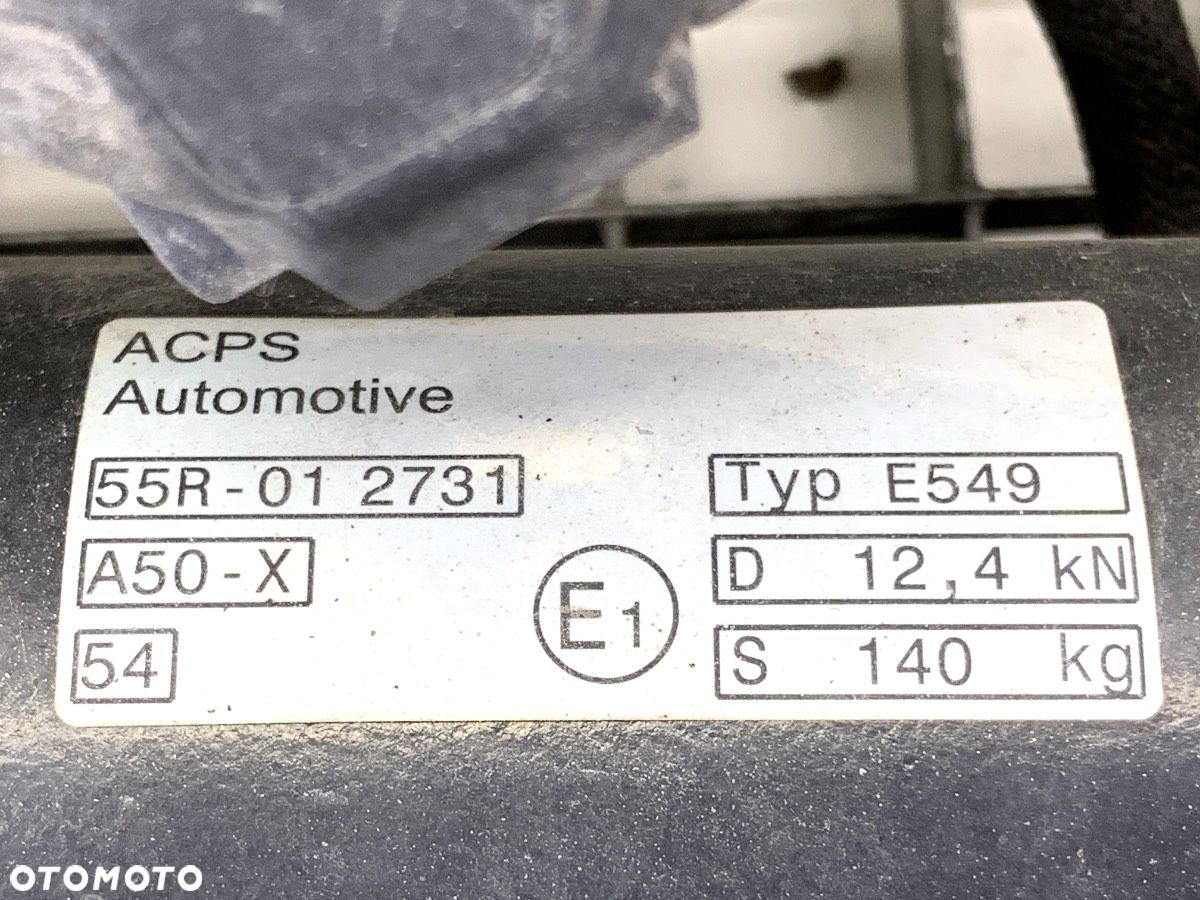 ACPS
Automotive
55R-01 2731
Typ E549
A50-X
D 12,4 kN
E1
54
S 140 kg
OTOMOTO